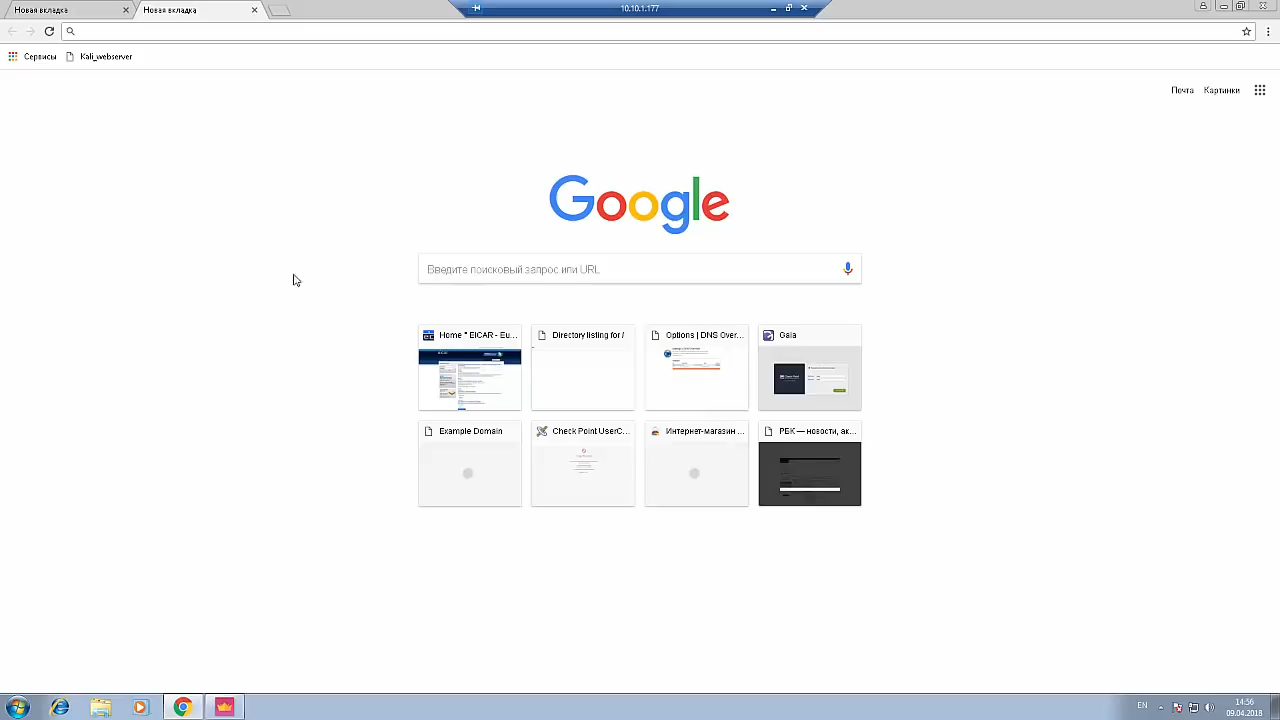 Новая вкладка
Новая вкладка
10.10.1.177
Сервисы
Kali_webserver
Почта
Картинки
Google
Введите поисковый запрос или URL
Home * EICAR - Eu...
Directory listing for /
Options | DNS Over...
Gaia
Example Domain
Check Point UserC...
Интернет-магазин ...
РБК — новости, ак...
EN
14:56
09.04.2018